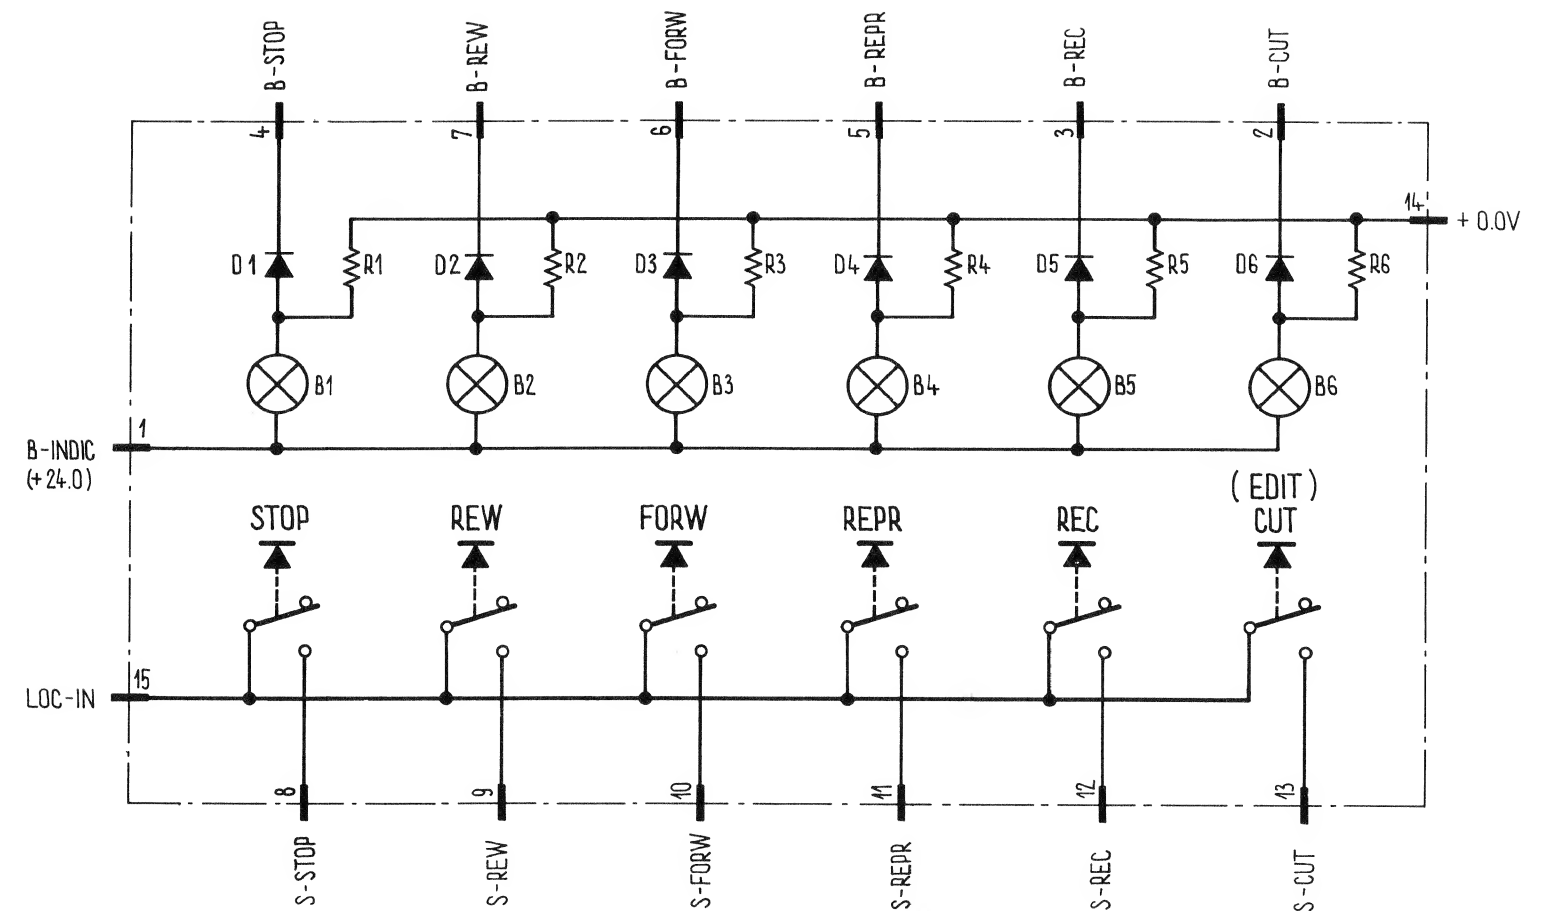 B-STOP
B-REW
B-FORW
B-REPR
B-REC
B-CUT
4
7
6
5
3
2
14
+ 0.0V
D1
R1
D2
R2
D3
R3
D4
R4
D5
R5
D6
R6
B1
B2
B3
B4
B5
B6
1
B-INDIC
(+24.0)
(EDIT)
STOP
REW
FORW
REPR
REC
CUT
15
LOC-IN
8
9
10
11
12
13
S-STOP
S-REW
S-FORW
S-REPR
S-REC
S-CUT